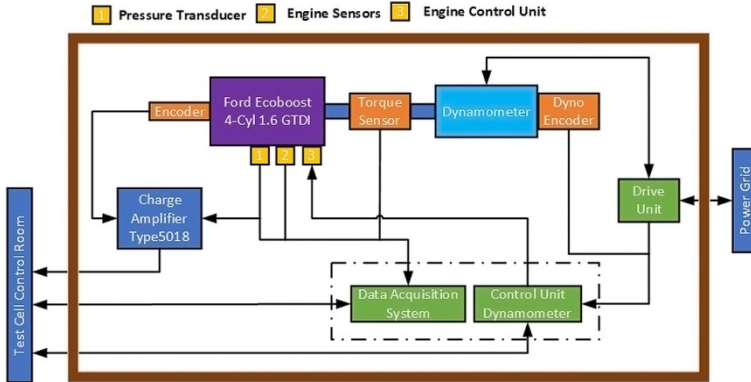 1 Pressure Transducer 2 Engine Sensors 3 Engine Control Unit
Encoder
Ford Ecoboost
4-Cyl 1.6 GTDI
Torque
Sensor
Dynamometer
Dyno
Encoder
1 2 3
Charge
Amplifier
Type5018
Drive
Unit
Power Grid
Test Cell Control Room
Data Acquisition
System
Control Unit
Dynamometer